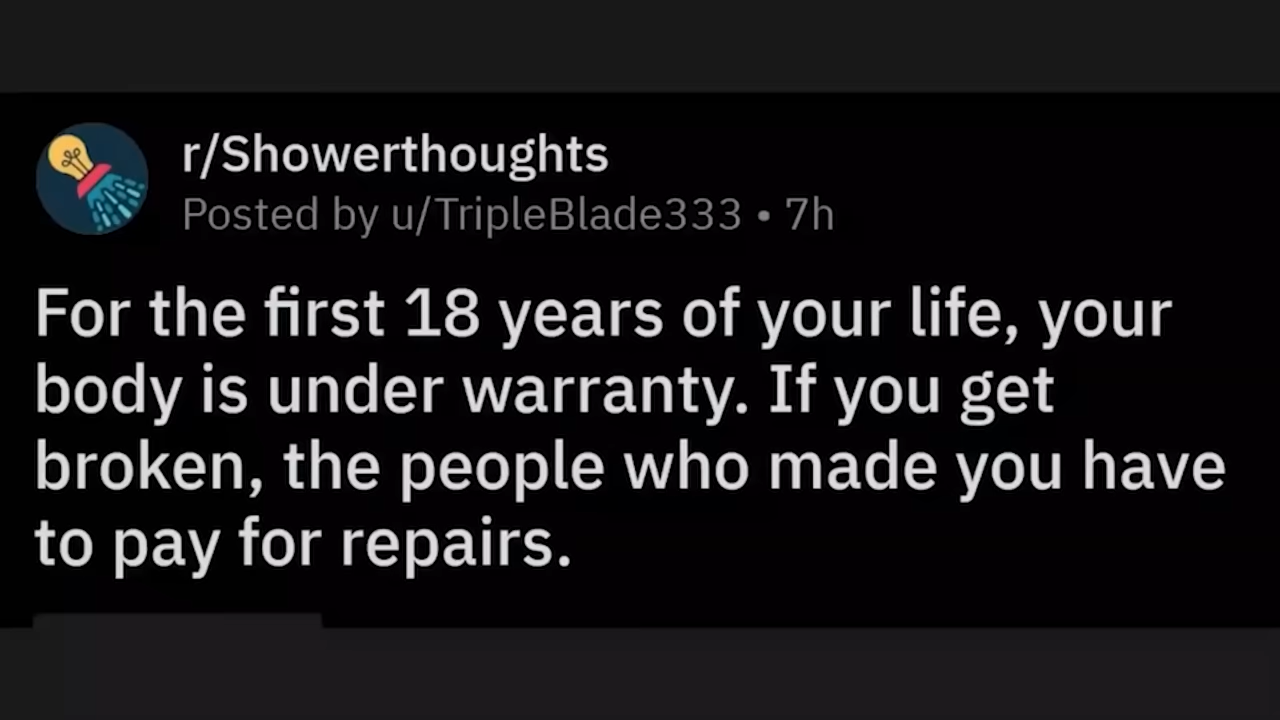 r/Showerthoughts
Posted by u/TripleBlade333 • 7h
For the first 18 years of your life, your
body is under warranty. If you get
broken, the people who made you have
to pay for repairs.